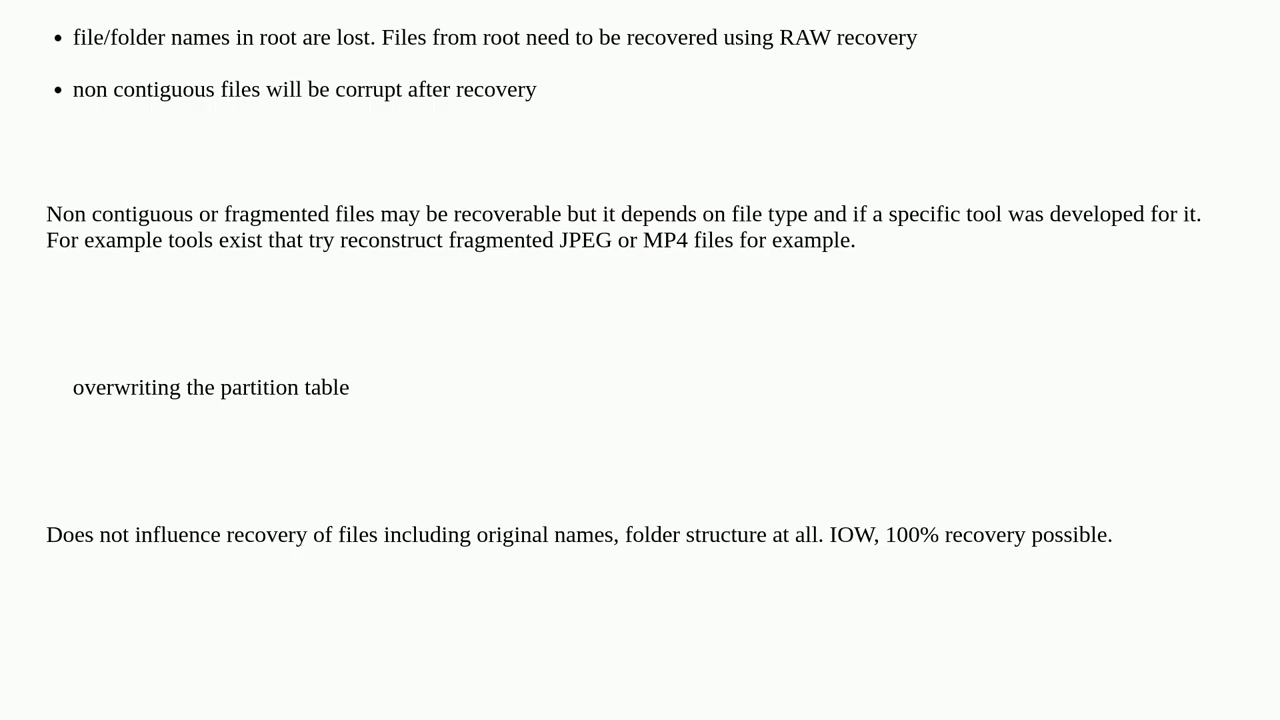 • file/folder names in root are lost. Files from root need to be recovered using RAW recovery
• non contiguous files will be corrupt after recovery
Non contiguous or fragmented files may be recoverable but it depends on file type and if a specific tool was developed for it.
For example tools exist that try reconstruct fragmented JPEG or MP4 files for example.
overwriting the partition table
Does not influence recovery of files including original names, folder structure at all. IOW, 100% recovery possible.